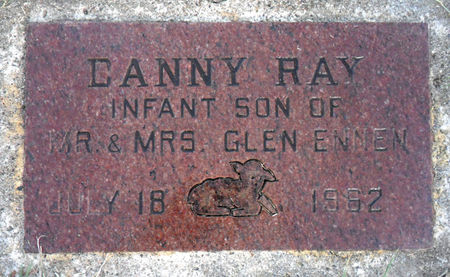 DANNY RAY
INFANT SON OF
MR. & MRS. GLEN ENNEN
JULY 18 1962